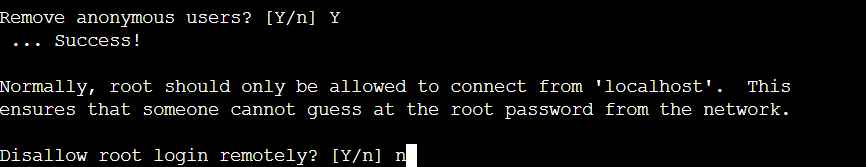 Remove anonymous users? [Y/n] Y
 ... Success!
Normally, root should only be allowed to connect from 'localhost'.  This
ensures that someone cannot guess at the root password from the network.
Disallow root login remotely? [Y/n] n